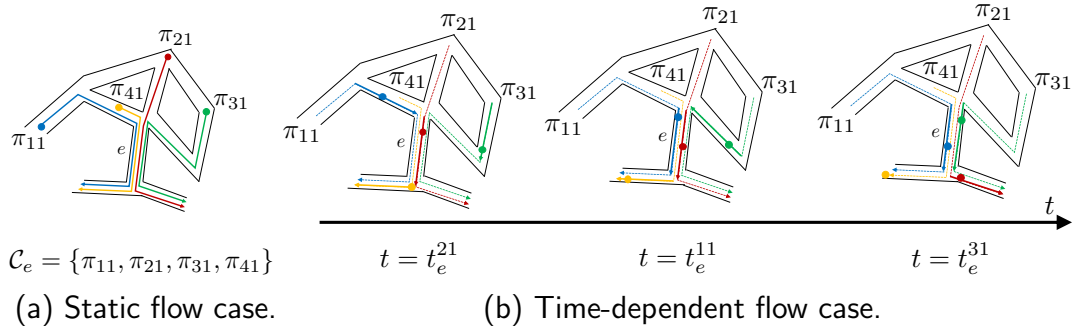 π21
π41
π31
π11
e
C_e = {π11, π21, π31, π41}
(a) Static flow case.
π21
π41
π31
π11
e
t = t_e^21
π21
π41
π31
π11
e
t = t_e^11
π21
π41
π31
π11
e
t = t_e^31
t
(b) Time-dependent flow case.